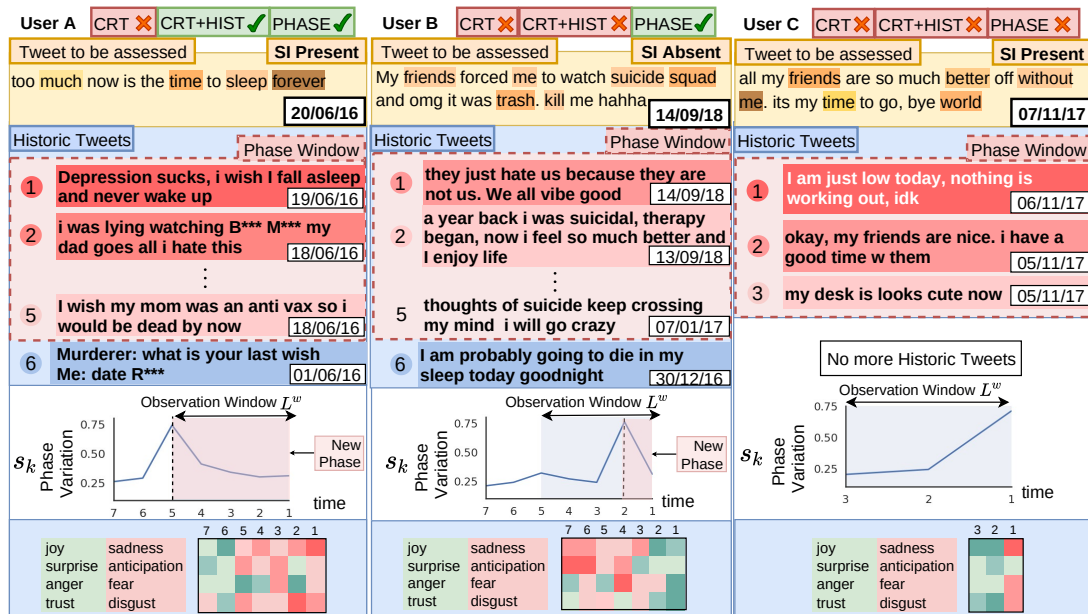 User A CRT ✖ CRT+HIST ✔ PHASE ✔
Tweet to be assessed SI Present
too much now is the time to sleep forever
20/06/16
Historic Tweets
Phase Window
1 Depression sucks, i wish I fall asleep
and never wake up 19/06/16
2 i was lying watching B*** M*** my
dad goes all i hate this 18/06/16
⋮
5 I wish my mom was an anti vax so i
would be dead by now 18/06/16
6 Murderer: what is your last wish
Me: date R*** 01/06/16
Observation Window L^w
s_k
Phase
Variation
0.75
0.50
0.25
New
Phase
time
7 6 5 4 3 2 1
7 6 5 4 3 2 1
joy sadness
surprise anticipation
anger fear
trust disgust
User B CRT ✖ CRT+HIST ✖ PHASE ✔
Tweet to be assessed SI Absent
My friends forced me to watch suicide squad
and omg it was trash. kill me hahha
14/09/18
Historic Tweets
Phase Window
1 they just hate us because they are
not us. We all vibe good 14/09/18
2 a year back i was suicidal, therapy
began, now i feel so much better and
I enjoy life 13/09/18
⋮
5 thoughts of suicide keep crossing
my mind i will go crazy 07/01/17
6 I am probably going to die in my
sleep today goodnight 30/12/16
Observation Window L^w
s_k
Phase
Variation
0.75
0.50
0.25
New
Phase
time
7 6 5 4 3 2 1
7 6 5 4 3 2 1
joy sadness
surprise anticipation
anger fear
trust disgust
User C CRT ✖ CRT+HIST ✖ PHASE ✖
Tweet to be assessed SI Present
all my friends are so much better off without
me. its my time to go, bye world
07/11/17
Historic Tweets
Phase Window
1 I am just low today, nothing is
working out, idk 06/11/17
2 okay, my friends are nice. i have a
good time w them 05/11/17
3 my desk is looks cute now 05/11/17
No more Historic Tweets
Observation Window L^w
s_k
Phase
Variation
0.75
0.50
0.25
time
3 2 1
3 2 1
joy sadness
surprise anticipation
anger fear
trust disgust